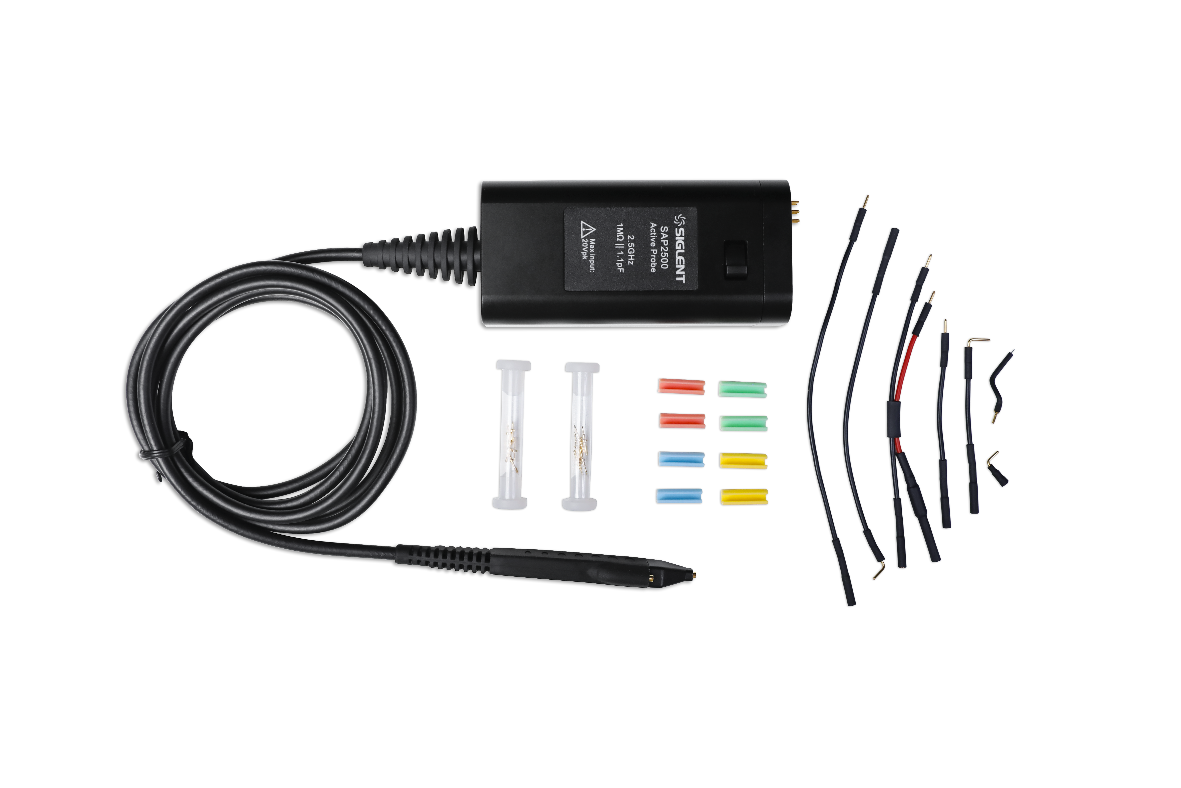 SIGLENT
SAP2500
Active Probe
2.5GHz
1MΩ || 1.1pF
Max Input:
20Vpk